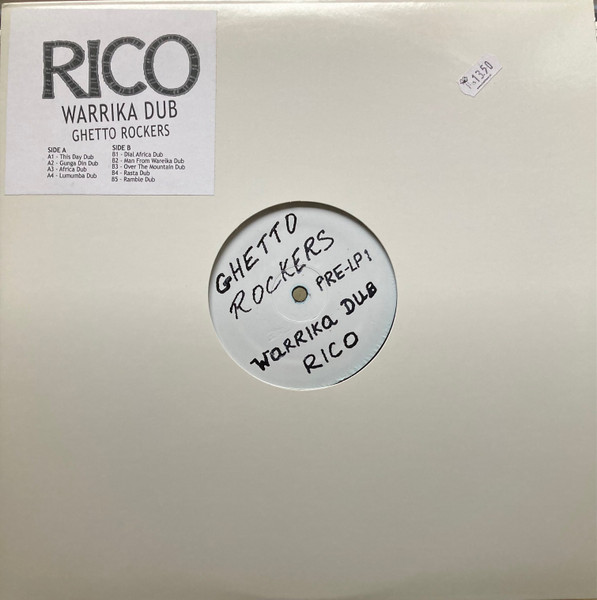 RICO
WARRIKA DUB
GHETTO ROCKERS
SIDE A
A1 - This Day Dub
A2 - Gunga Din Dub
A3 - Africa Dub
A4 - Lumumba Dub
SIDE B
B1 - Dial Africa Dub
B2 - Man From Wareika Dub
B3 - Over The Mountain Dub
B4 - Rasta Dub
B5 - Ramble Dub
13.50
GHETTO
ROCKERS
PRE-LP1
WARRIKA DUB
RICO